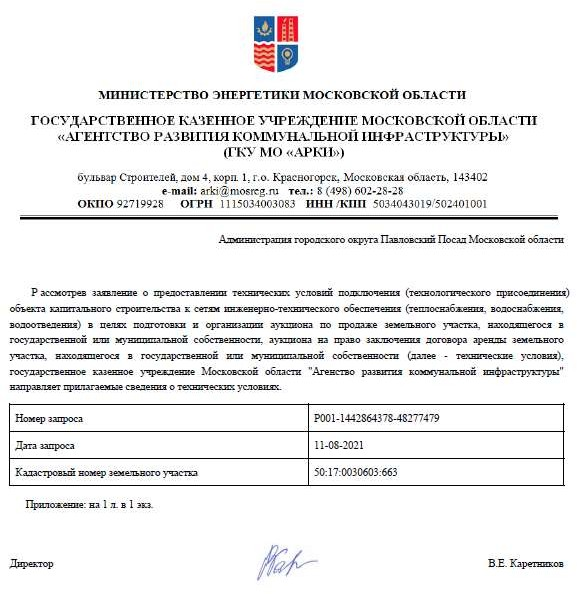 МИНИСТЕРСТВО ЭНЕРГЕТИКИ МОСКОВСКОЙ ОБЛАСТИ
ГОСУДАРСТВЕННОЕ КАЗЕННОЕ УЧРЕЖДЕНИЕ МОСКОВСКОЙ ОБЛАСТИ
«АГЕНТСТВО РАЗВИТИЯ КОММУНАЛЬНОЙ ИНФРАСТРУКТУРЫ»
(ГКУ МО «АРКИ»)
бульвар Строителей, дом 4, корп. 1, г.о. Красногорск, Московская область, 143402
e-mail: arki@mosreg.ru тел.: 8 (498) 602-28-28
ОКПО 92719928 ОГРН 1115034003083 ИНН /КПП 5034043019/502401001
Администрация городского округа Павловский Посад Московской области
Рассмотрев заявление о предоставлении технических условий подключения (технологического присоединения)
объекта капитального строительства к сетям инженерно-технического обеспечения (теплоснабжения, водоснабжения,
водоотведения) в целях подготовки и организации аукциона по продаже земельного участка, находящегося в
государственной или муниципальной собственности, аукциона на право заключения договора аренды земельного
участка, находящегося в государственной или муниципальной собственности (далее - технические условия),
государственное казенное учреждение Московской области "Агенство развития коммунальной инфраструктуры"
направляет прилагаемые сведения о технических условиях.
Номер запроса P001-1442864378-48277479
Дата запроса 11-08-2021
Кадастровый номер земельного участка 50:17:0030603:663
Приложение: на 1 л. в 1 экз.
Директор В.Е. Каретников